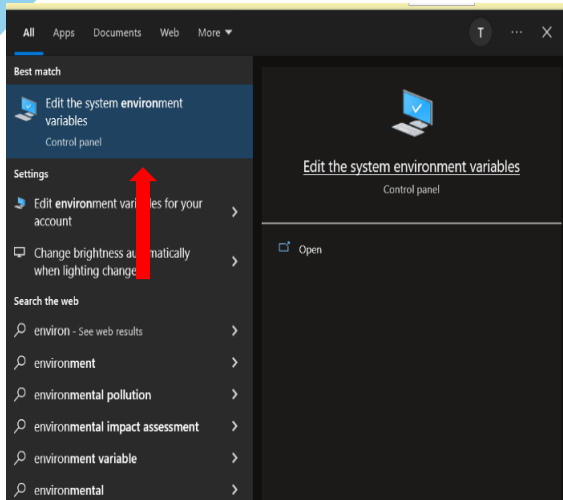 All Apps Documents Web More
T ... X
Best match
Edit the system environment
variables
Control panel
Settings
Edit environment variables for your
account
Change brightness automatically
when lighting changes
Search the web
environ - See web results
environment
environmental pollution
environmental impact assessment
environment variable
environmental
Edit the system environment variables
Control panel
Open